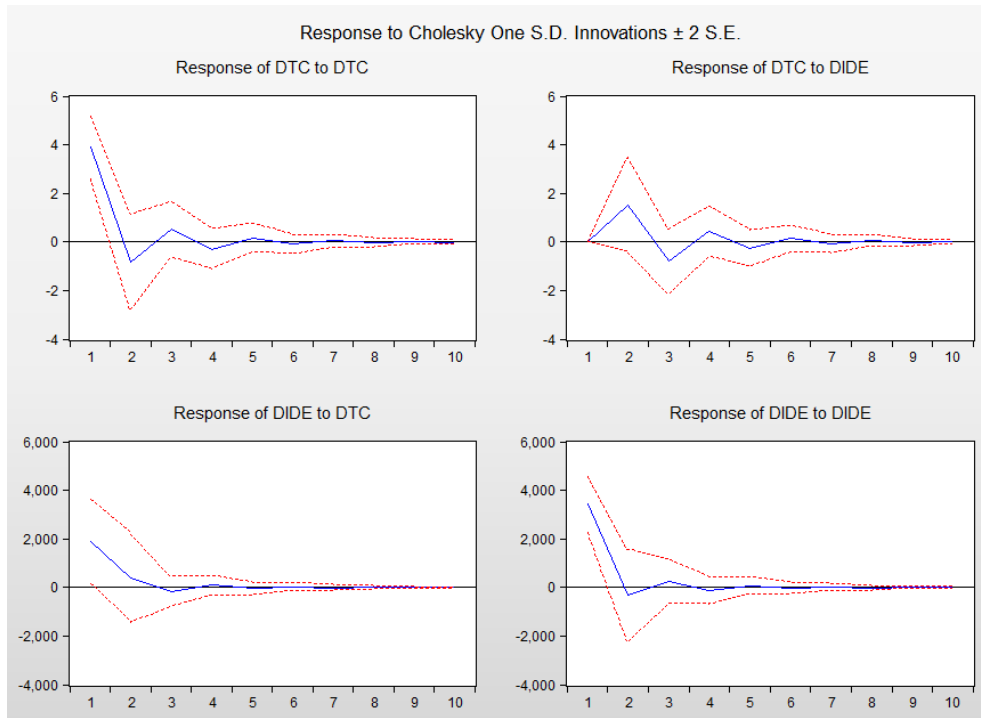 Response to Cholesky One S.D. Innovations ± 2 S.E.
Response of DTC to DTC
6
4
2
0
-2
-4
1 2 3 4 5 6 7 8 9 10
Response of DTC to DIDE
6
4
2
0
-2
-4
1 2 3 4 5 6 7 8 9 10
Response of DIDE to DTC
6,000
4,000
2,000
0
-2,000
-4,000
1 2 3 4 5 6 7 8 9 10
Response of DIDE to DIDE
6,000
4,000
2,000
0
-2,000
-4,000
1 2 3 4 5 6 7 8 9 10